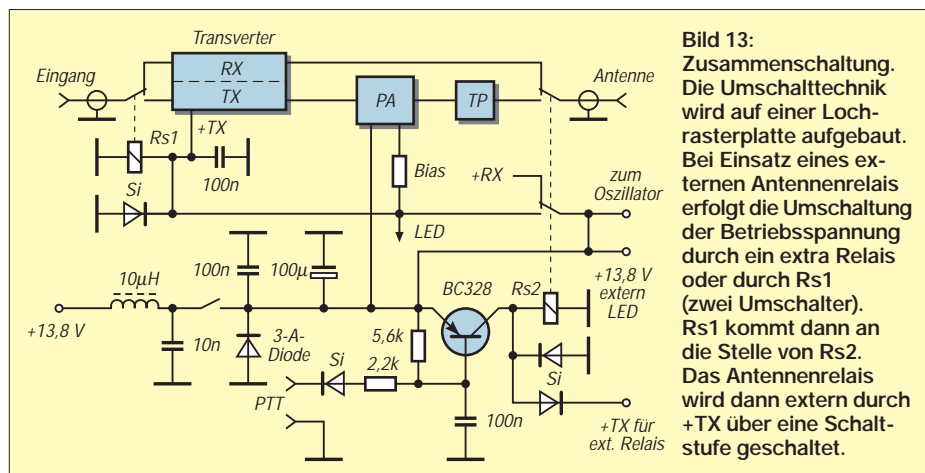 Transverter
Eingang
RX
TX
PA
TP
Antenne
+TX
Rs1
100n
Si
Bias
+RX
zum
Oszillator
LED
100n
100µ
10µH
BC328
Rs2
+13,8 V
extern
LED
+13,8 V
10n
3-A-
Diode
5,6k
2,2k
Si
PTT
100n
Si
+TX für
ext. Relais
Bild 13:
Zusammenschaltung.
Die Umschalttechnik
wird auf einer Loch-
rasterplatte aufgebaut.
Bei Einsatz eines ex-
ternen Antennenrelais
erfolgt die Umschaltung
der Betriebsspannung
durch ein extra Relais
oder durch Rs1
(zwei Umschalter).
Rs1 kommt dann an
die Stelle von Rs2.
Das Antennenrelais
wird dann extern durch
+TX über eine Schalt-
stufe geschaltet.